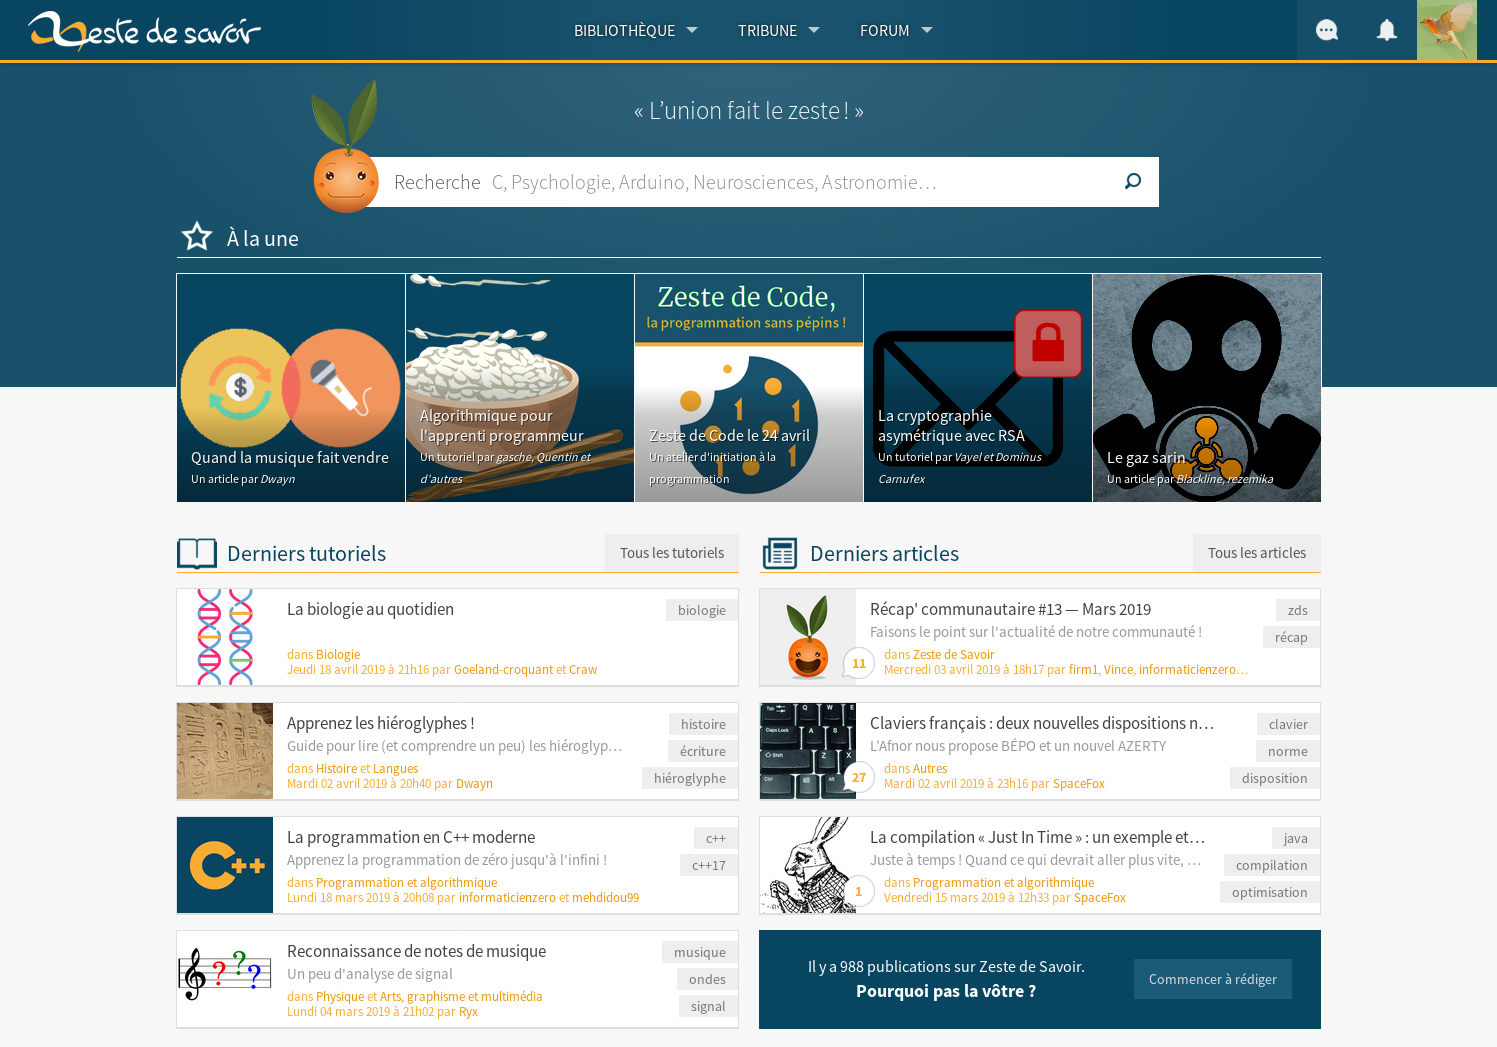 Zeste de savoir
BIBLIOTHÈQUE
TRIBUNE
FORUM
« L’union fait le zeste ! »
Recherche C, Psychologie, Arduino, Neurosciences, Astronomie…
À la une
Quand la musique fait vendre
Un article par Dwayn
Algorithmique pour
l'apprenti programmeur
Un tutoriel par gasche, Quentin et
d'autres
Zeste de Code,
la programmation sans pépins !
Zeste de Code le 24 avril
Un atelier d'initiation à la
programmation
La cryptographie
asymétrique avec RSA
Un tutoriel par Vayel et Dominus
Carnufex
Le gaz sarin
Un article par Blackline, rezemika
Derniers tutoriels
Tous les tutoriels
La biologie au quotidien
biologie
dans Biologie
Jeudi 18 avril 2019 à 21h16 par Goeland-croquant et Craw
Apprenez les hiéroglyphes !
Guide pour lire (et comprendre un peu) les hiéroglyp…
histoire
écriture
hiéroglyphe
dans Histoire et Langues
Mardi 02 avril 2019 à 20h40 par Dwayn
C++
La programmation en C++ moderne
Apprenez la programmation de zéro jusqu'à l'infini !
c++
c++17
dans Programmation et algorithmique
Lundi 18 mars 2019 à 20h08 par informaticienzero et mehdidou99
? ? ?
Reconnaissance de notes de musique
Un peu d'analyse de signal
musique
ondes
signal
dans Physique et Arts, graphisme et multimédia
Lundi 04 mars 2019 à 21h02 par Ryx
Derniers articles
Tous les articles
Récap' communautaire #13 — Mars 2019
Faisons le point sur l'actualité de notre communauté !
zds
récap
11
dans Zeste de Savoir
Mercredi 03 avril 2019 à 18h17 par firm1, Vince, informaticienzero…
Claviers français : deux nouvelles dispositions n…
L’Afnor nous propose BÉPO et un nouvel AZERTY
clavier
norme
disposition
27
dans Autres
Mardi 02 avril 2019 à 23h16 par SpaceFox
La compilation « Just In Time » : un exemple et…
Juste à temps ! Quand ce qui devrait aller plus vite, …
java
compilation
optimisation
1
dans Programmation et algorithmique
Vendredi 15 mars 2019 à 12h33 par SpaceFox
Il y a 988 publications sur Zeste de Savoir.
Pourquoi pas la vôtre ?
Commencer à rédiger